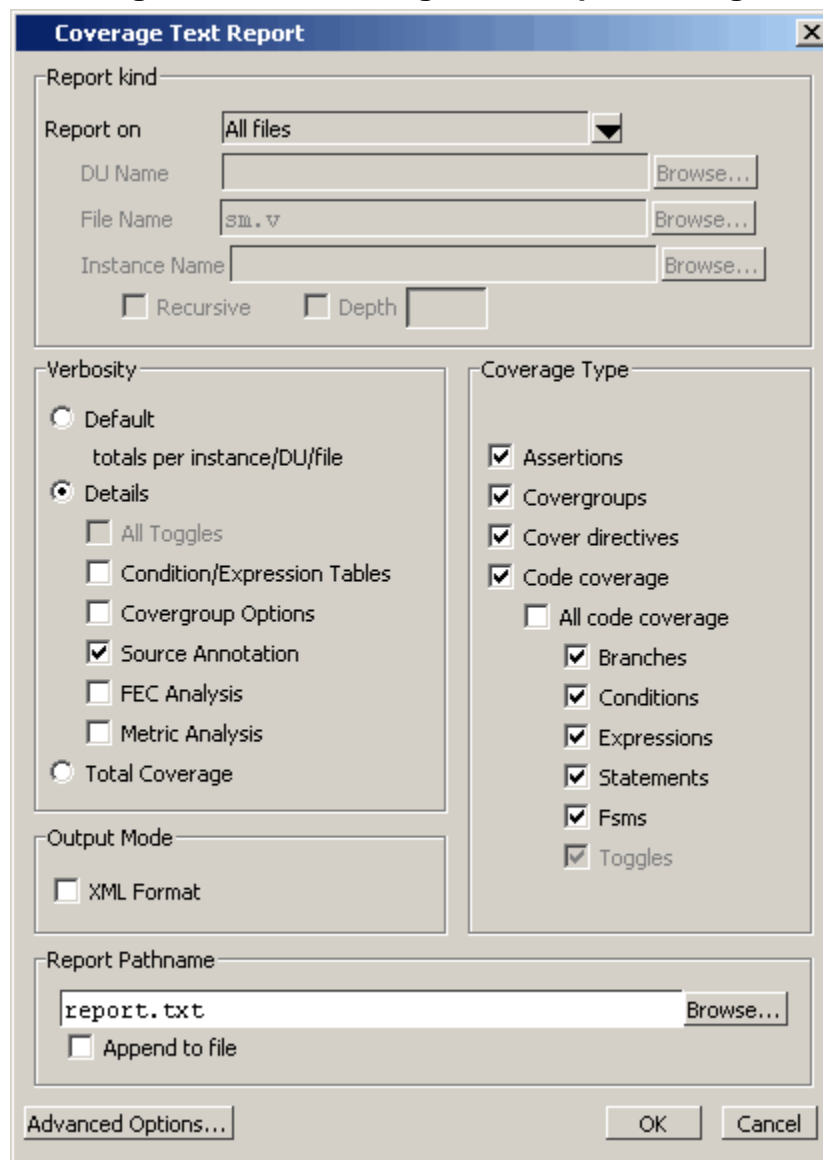 Coverage Text Report
Report kind
Report on All files
DU Name Browse...
File Name sm.v Browse...
Instance Name Browse...
Recursive Depth
Verbosity
Default
totals per instance/DU/file
Details
All Toggles
Condition/Expression Tables
Covergroup Options
Source Annotation
FEC Analysis
Metric Analysis
Total Coverage
Coverage Type
Assertions
Covergroups
Cover directives
Code coverage
All code coverage
Branches
Conditions
Expressions
Statements
Fsms
Toggles
Output Mode
XML Format
Report Pathname
report.txt Browse...
Append to file
Advanced Options... OK Cancel